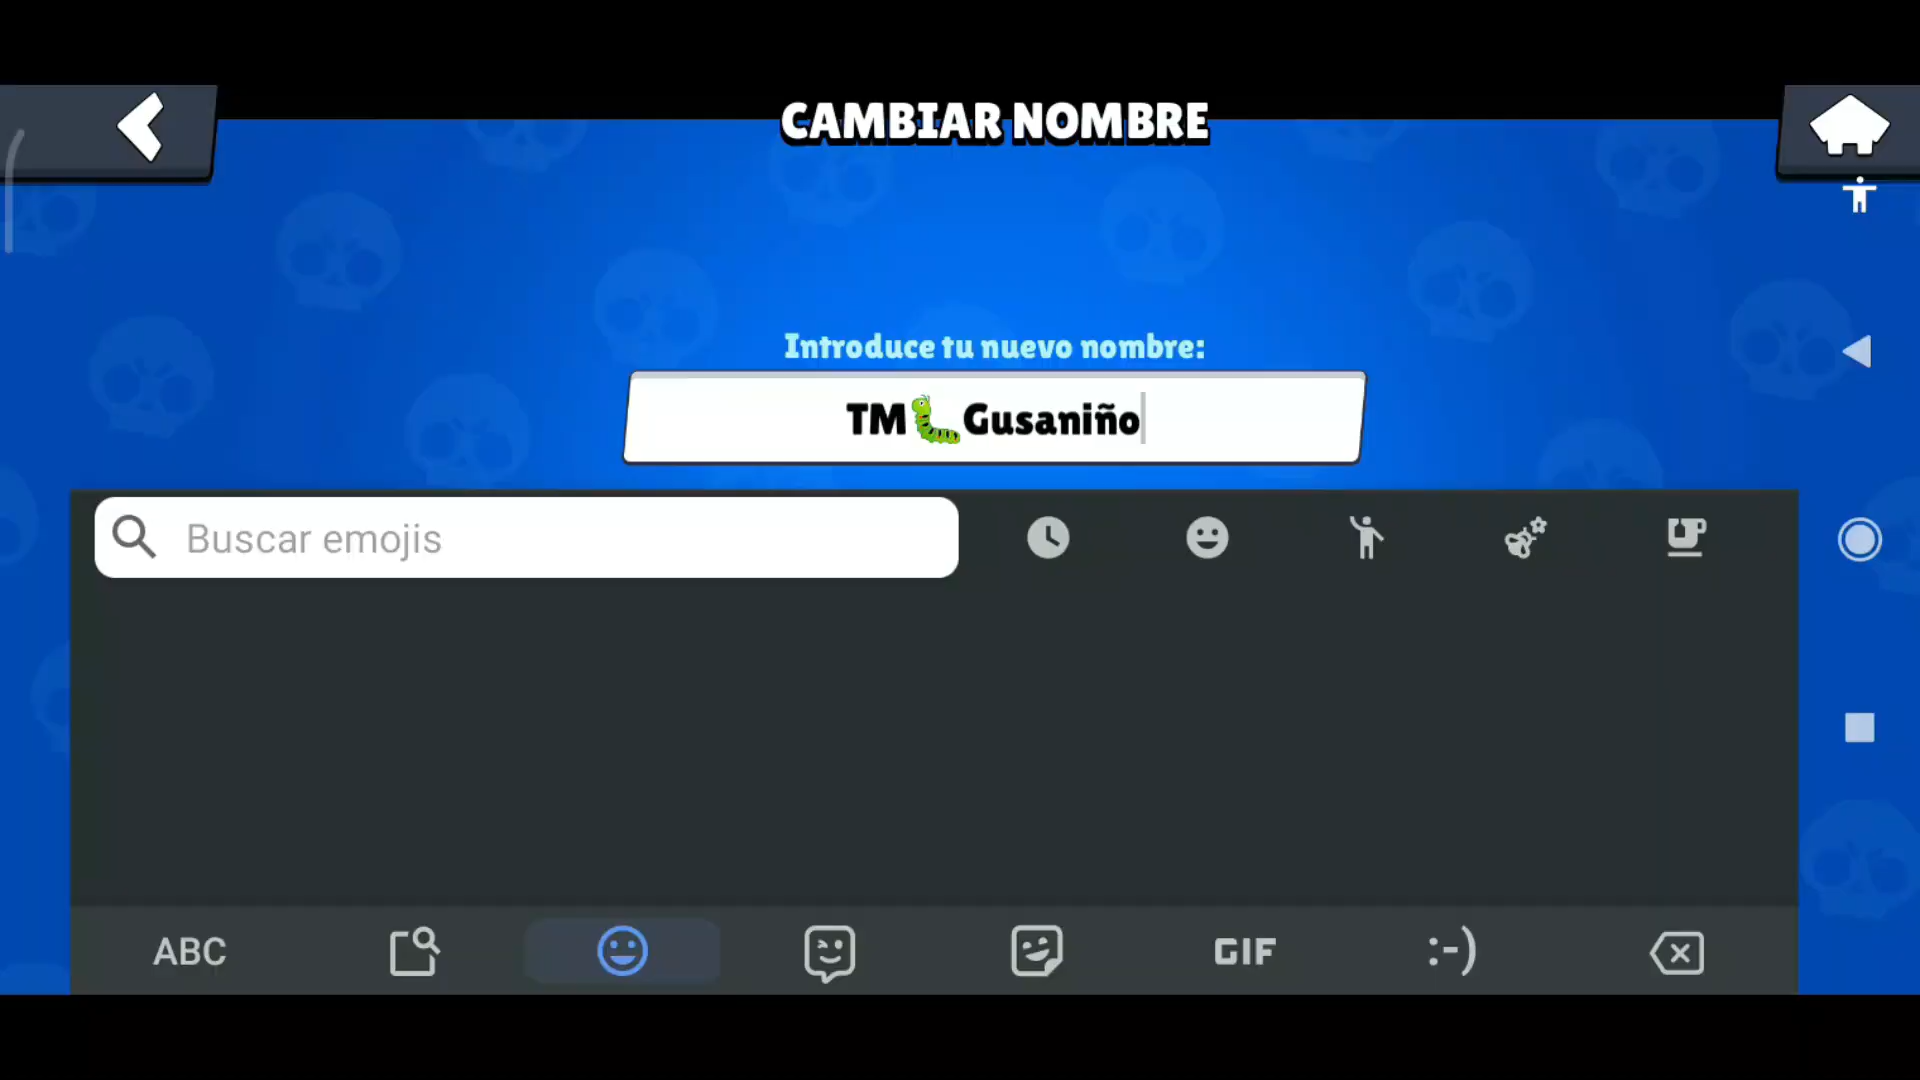 CAMBIAR NOMBRE
Introduce tu nuevo nombre:
TM🐛Gusaniño
Buscar emojis
ABC
GIF
:-)